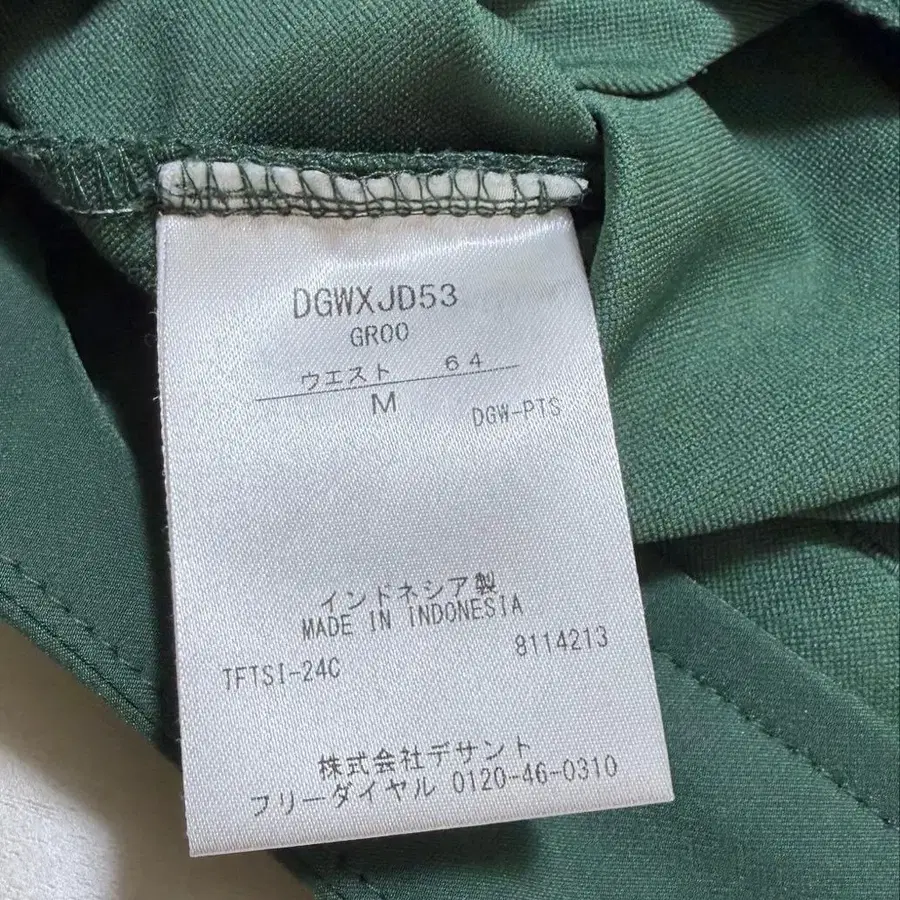 DGWXJD53
GR00
ウエスト 64
M
DGW-PTS
インドネシア製
MADE IN INDONESIA
8114213
TFTSI-24C
株式会社デサント
フリーダイヤル 0120-46-0310